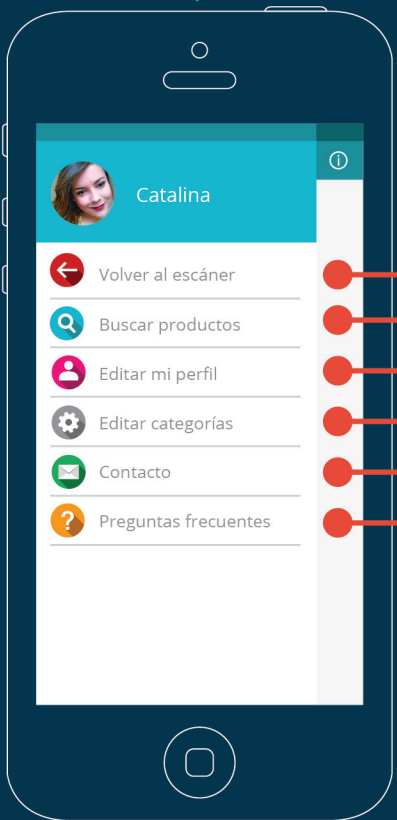 Catalina
Volver al escáner
Buscar productos
Editar mi perfil
Editar categorías
Contacto
Preguntas frecuentes